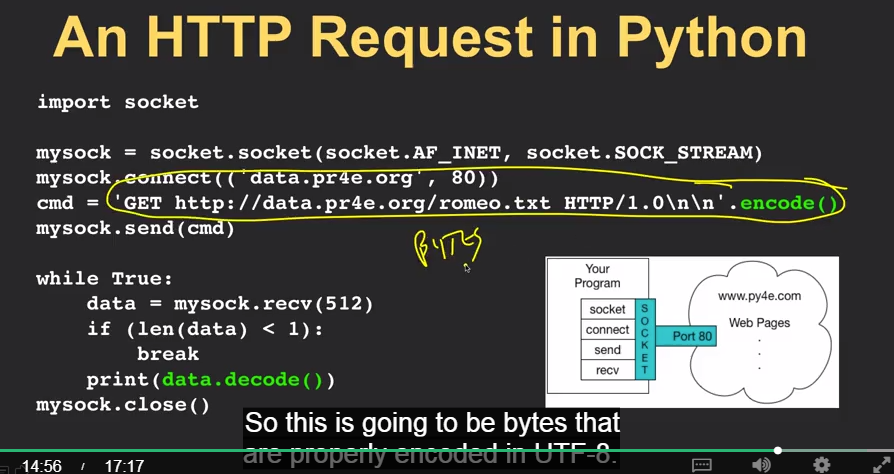 An HTTP Request in Python
import socket
mysock = socket.socket(socket.AF_INET, socket.SOCK_STREAM)
mysock.connect(('data.pr4e.org', 80))
cmd = 'GET http://data.pr4e.org/romeo.txt HTTP/1.0\n\n'.encode()
mysock.send(cmd)
BYTES
while True:
    data = mysock.recv(512)
    if (len(data) < 1):
        break
    print(data.decode())
mysock.close()
Your
Program
socket
connect
send
recv
SOCKET
Port 80
www.py4e.com
Web Pages
.
.
.
.
So this is going to be bytes that
are properly encoded in UTF-8.
14:56 / 17:17